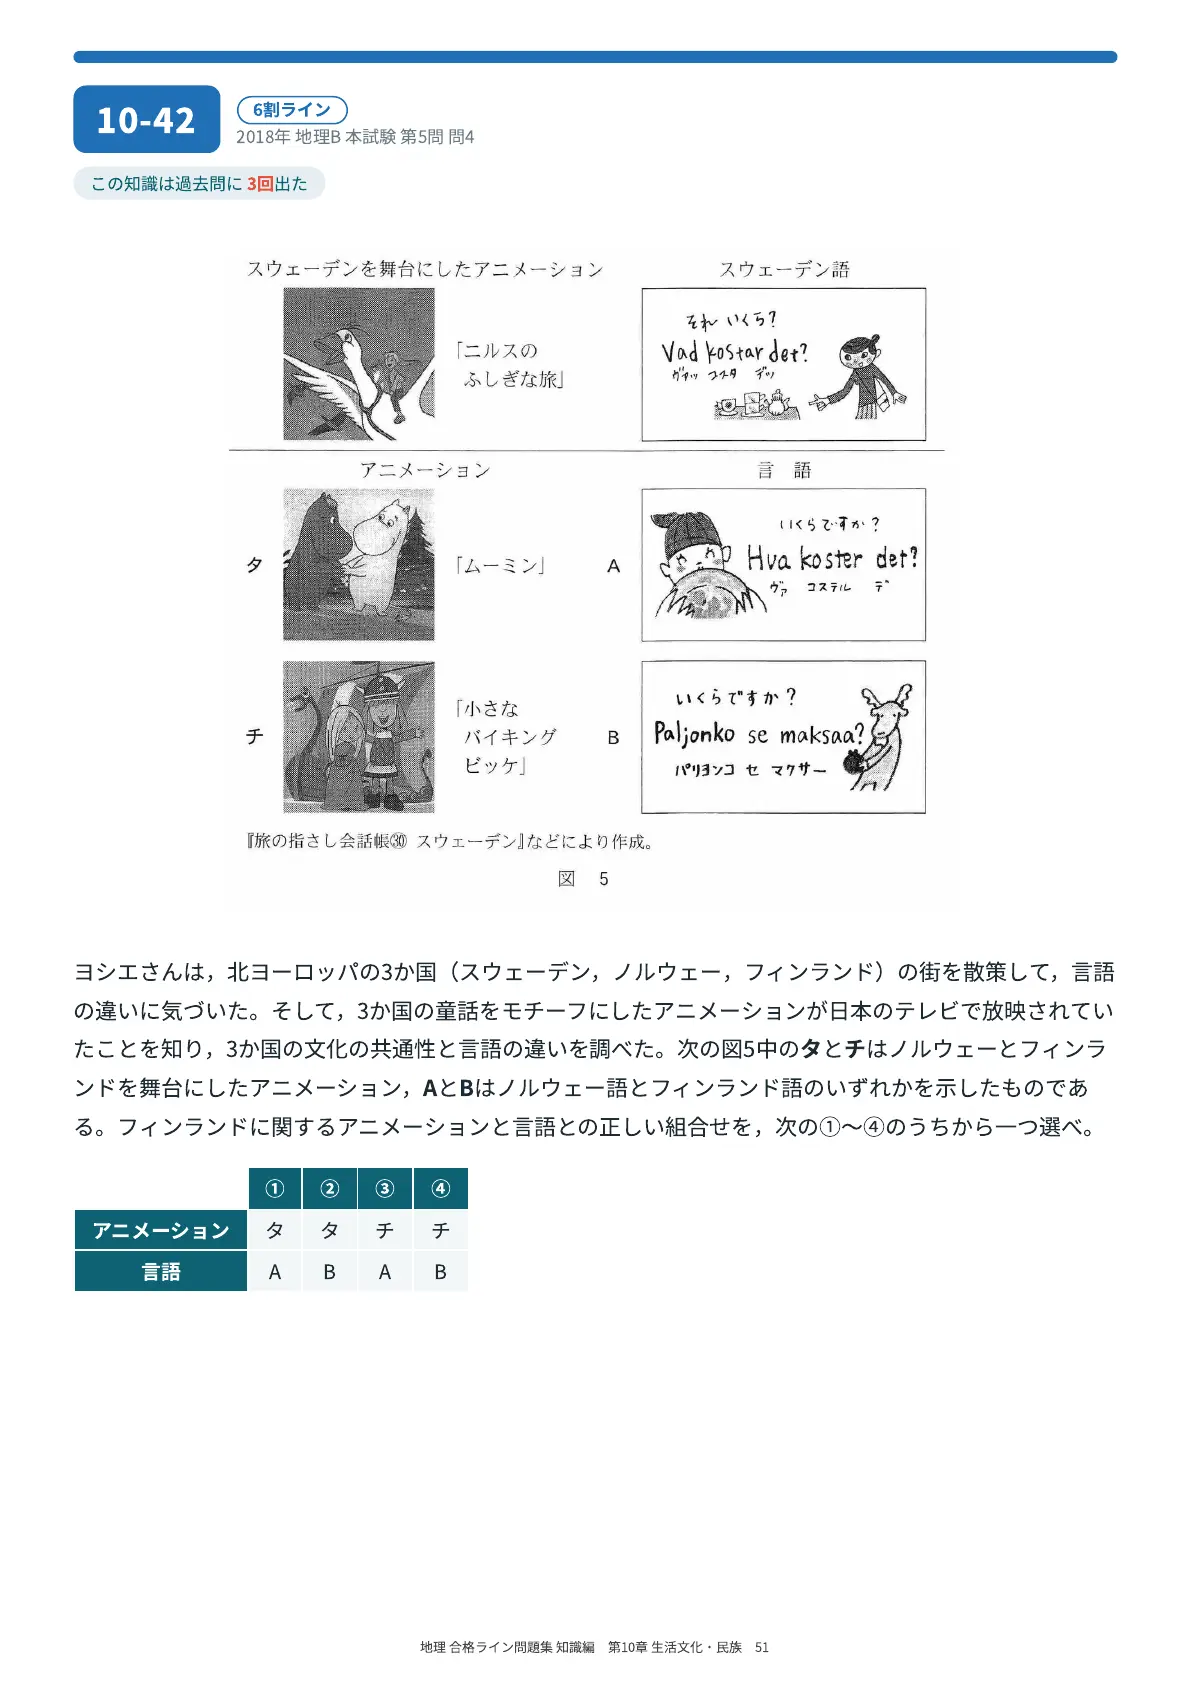 10-42
6割ライン
2018年 地理B 本試験 第5問 問4
この知識は過去問に 3回出た
スウェーデンを舞台にしたアニメーション
スウェーデン語
「ニルスの
ふしぎな旅」
それ いくら?
Vad kostar det?
ヴァッ コスタ デッ
アニメーション
言 語
タ
「ムーミン」
A
いくらですか?
Hva koster det?
ヴァ コステル デ
チ
「小さな
バイキング
ビッケ」
B
いくらですか?
Paljonko se maksaa?
パリヨンコ セ マクサー
『旅の指さし会話帳㉚ スウェーデン』などにより作成。
図 5
ヨシエさんは，北ヨーロッパの3か国（スウェーデン，ノルウェー，フィンランド）の街を散策して，言語
の違いに気づいた。そして，3か国の童話をモチーフにしたアニメーションが日本のテレビで放映されてい
たことを知り，3か国の文化の共通性と言語の違いを調べた。次の図5中のタとチはノルウェーとフィンラ
ンドを舞台にしたアニメーション，AとBはノルウェー語とフィンランド語のいずれかを示したものであ
る。フィンランドに関するアニメーションと言語との正しい組合せを，次の①～④のうちから一つ選べ。
① ② ③ ④
アニメーション タ タ チ チ
言語 A B A B
地理 合格ライン問題集 知識編 第10章 生活文化・民族 51